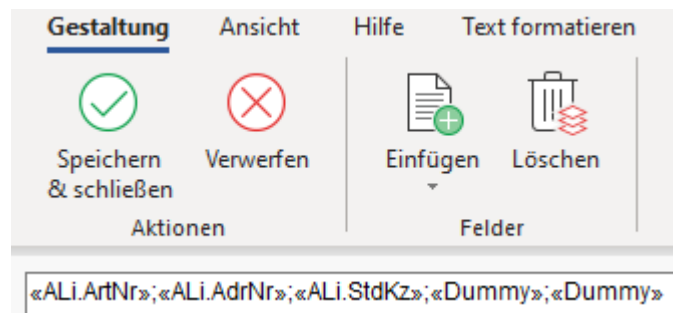 Gestaltung Ansicht Hilfe Text formatieren
Speichern & schließen
Verwerfen
Einfügen
Löschen
Aktionen
Felder
«ALi.ArtNr»;«ALi.AdrNr»;«ALi.StdKz»;«Dummy»;«Dummy»